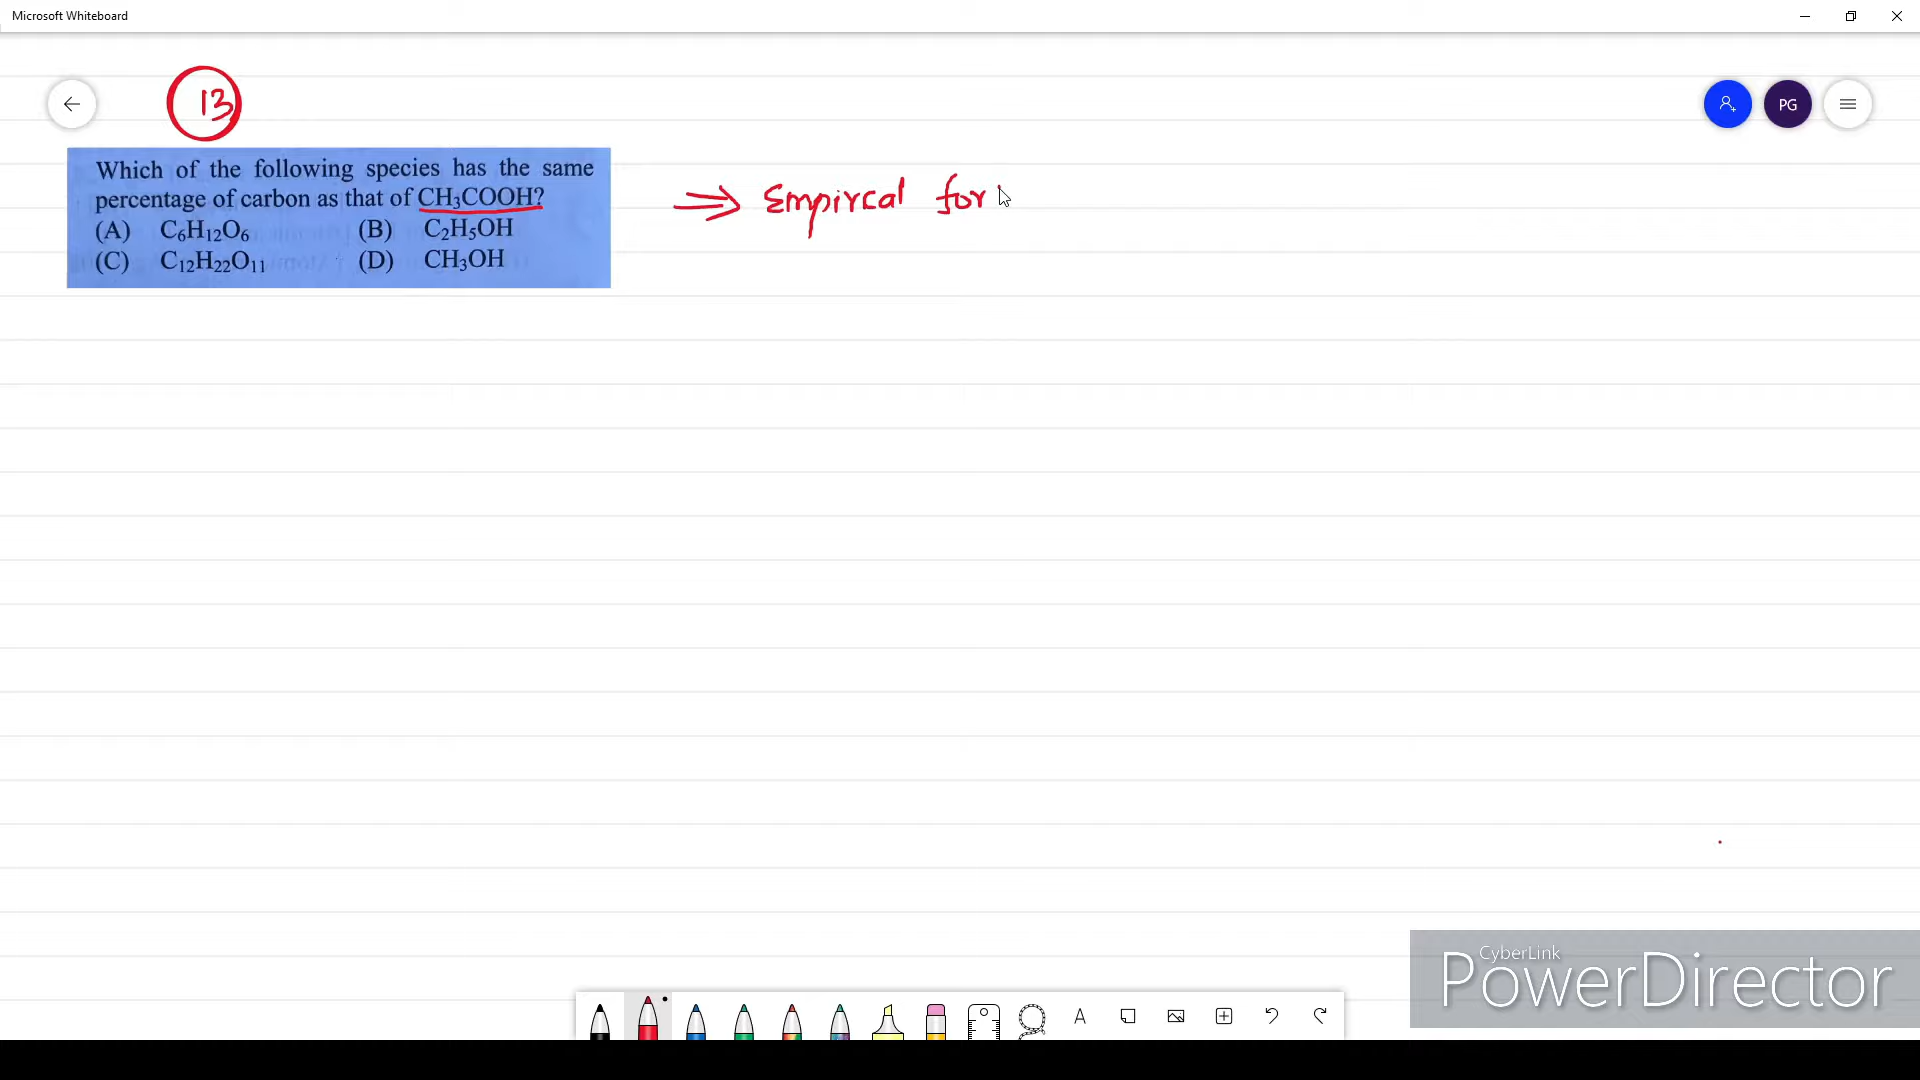 Microsoft Whiteboard
13
PG
Which of the following species has the same
percentage of carbon as that of CH₃COOH?
(A) C₆H₁₂O₆ (B) C₂H₅OH
(C) C₁₂H₂₂O₁₁ (D) CH₃OH
⇒ Empircal for
CyberLink
PowerDirector
A